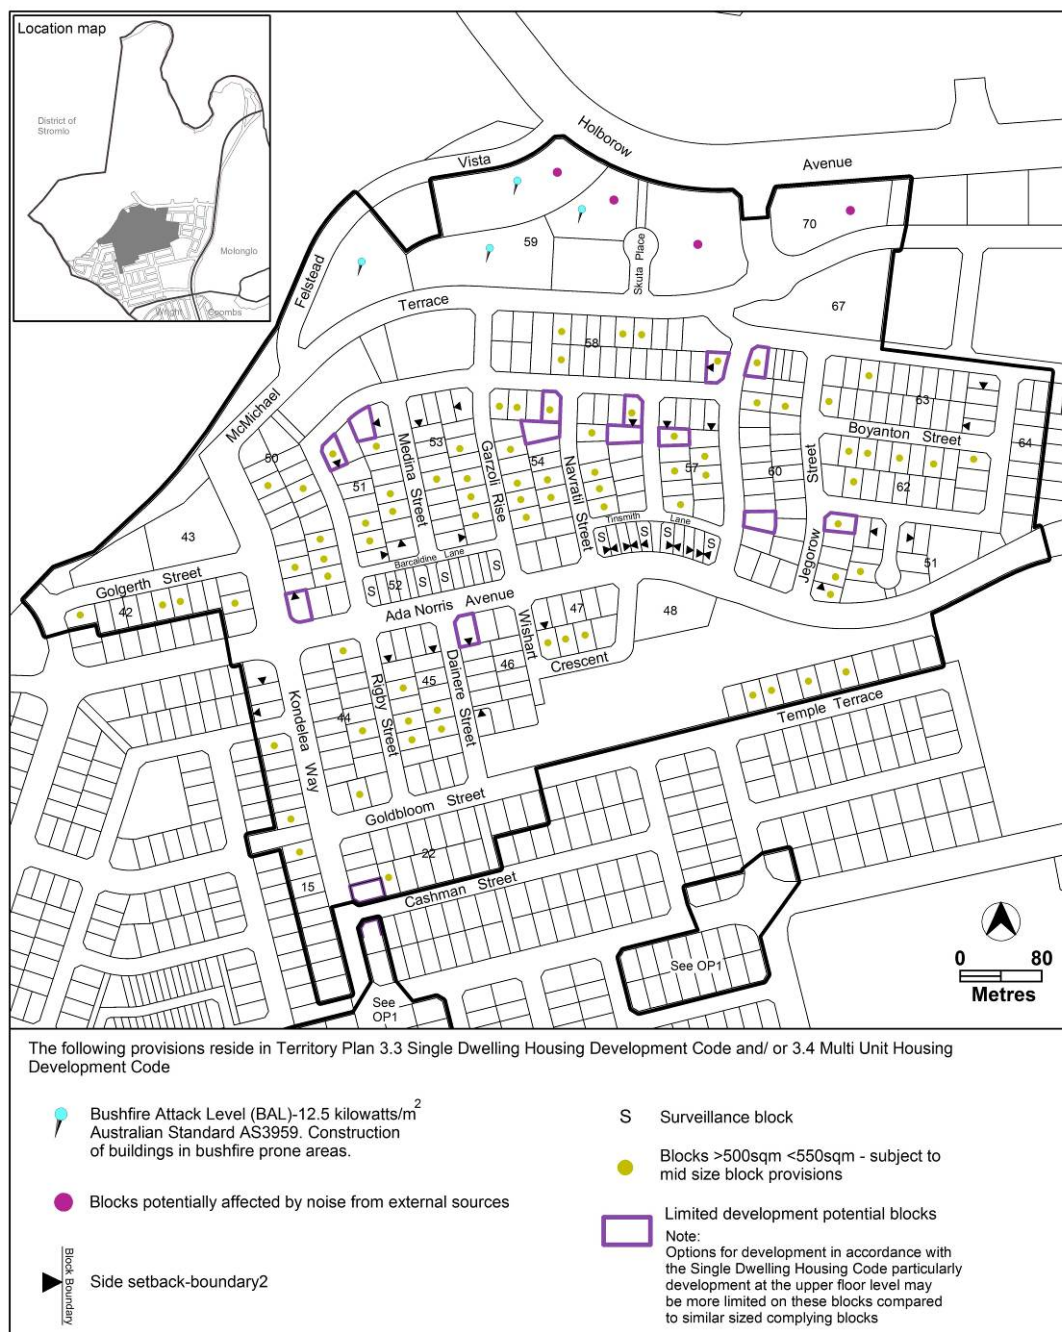 Location map
District of
Stromlo
Molonglo
Wright
Coombs
Holborow
Avenue
Vista
Felstead
Terrace
Skuta Place
McMichael
59
70
67
58
63
Boyanton Street
64
62
60
57
Street
Jegorow
51
50
51
53
54
Medina Street
Garzoli Rise
Navratil Street
Tinsmith Lane
S
S
S
Barcaldine Lane
52
S
S
S
S
43
Golgerth Street
42
Ada Norris Avenue
47
48
46
Wishart
Crescent
45
44
Kondelea Way
Rigby Street
Dainere Street
Temple Terrace
Goldbloom Street
22
Cashman Street
15
See
OP1
See OP1
0 80
Metres
The following provisions reside in Territory Plan 3.3 Single Dwelling Housing Development Code and/ or 3.4 Multi Unit Housing
Development Code
Bushfire Attack Level (BAL)-12.5 kilowatts/m2
Australian Standard AS3959. Construction
of buildings in bushfire prone areas.
Blocks potentially affected by noise from external sources
Block Boundary
Side setback-boundary2
S Surveillance block
Blocks >500sqm <550sqm - subject to
mid size block provisions
Limited development potential blocks
Note:
Options for development in accordance with
the Single Dwelling Housing Code particularly
development at the upper floor level may
be more limited on these blocks compared
to similar sized complying blocks